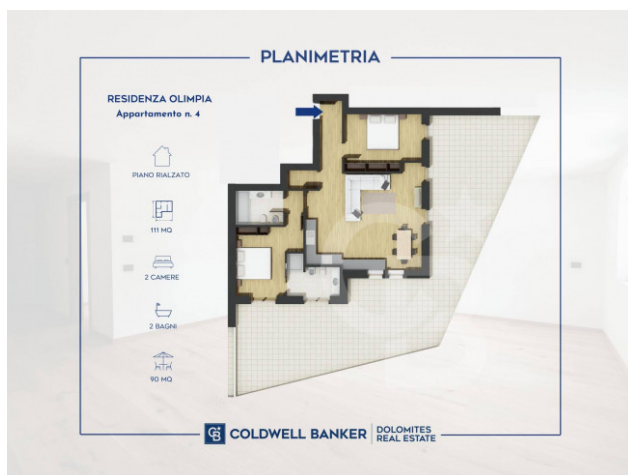 PLANIMETRIA
RESIDENZA OLIMPIA
Appartamento n. 4
PIANO RIALZATO
111 MQ
2 CAMERE
2 BAGNI
90 MQ
CB COLDWELL BANKER
DOLOMITES
REAL ESTATE